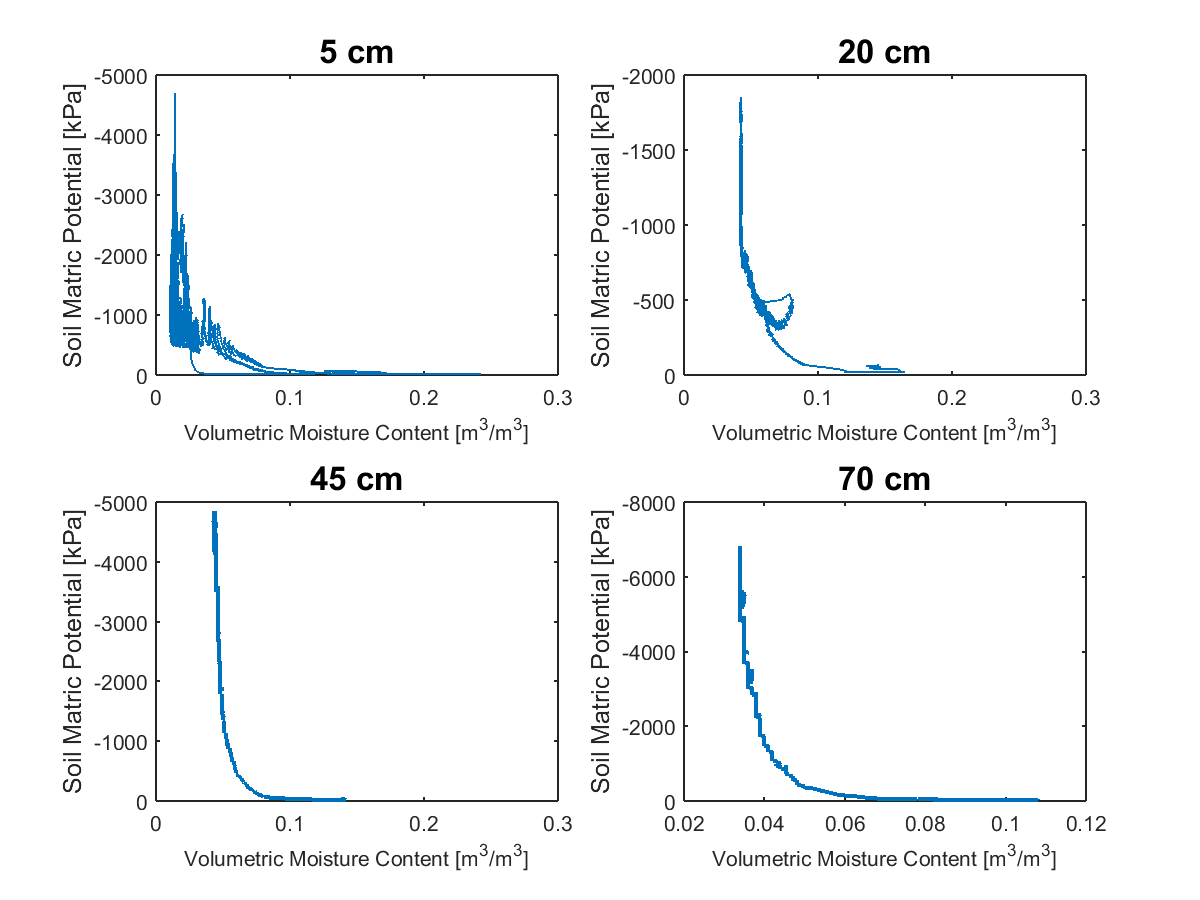 5 cm
Soil Matric Potential [kPa]
-5000
-4000
-3000
-2000
-1000
0
0 0.1 0.2 0.3
Volumetric Moisture Content [m³/m³]
20 cm
Soil Matric Potential [kPa]
-2000
-1500
-1000
-500
0
0 0.1 0.2 0.3
Volumetric Moisture Content [m³/m³]
45 cm
Soil Matric Potential [kPa]
-5000
-4000
-3000
-2000
-1000
0
0 0.1 0.2 0.3
Volumetric Moisture Content [m³/m³]
70 cm
Soil Matric Potential [kPa]
-8000
-6000
-4000
-2000
0
0.02 0.04 0.06 0.08 0.1 0.12
Volumetric Moisture Content [m³/m³]